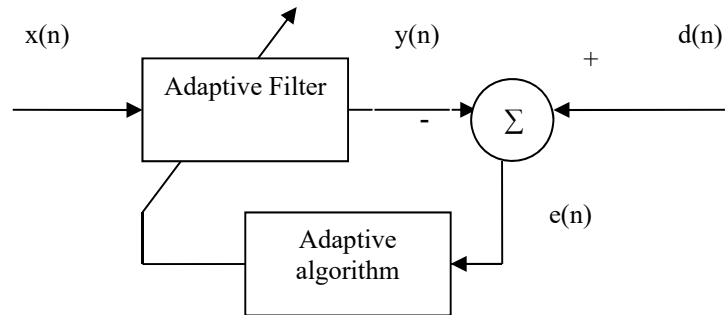 x(n)
y(n)
d(n)
+
Adaptive Filter
-
Σ
e(n)
Adaptive
algorithm